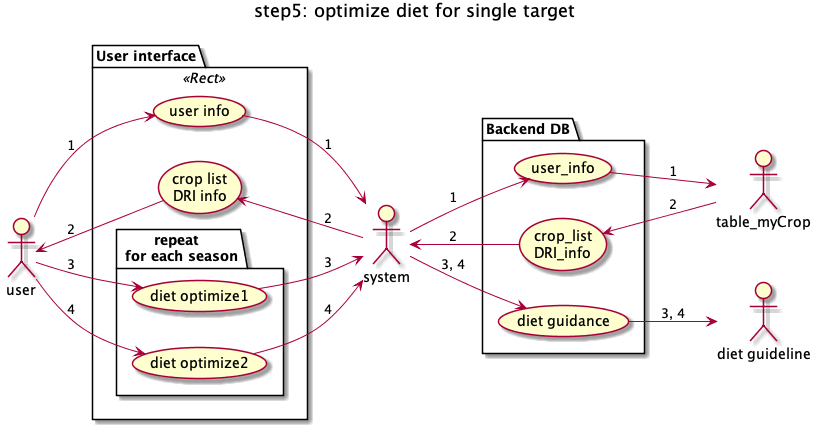 step5: optimize diet for single target
User interface
«Rect»
user info
1
1
crop list
DRI info
2
2
repeat
for each season
3
diet optimize1
3
4
diet optimize2
4
user
system
Backend DB
1
user_info
1
2
crop_list
DRI_info
2
3, 4
diet guidance
3, 4
table_myCrop
diet guideline